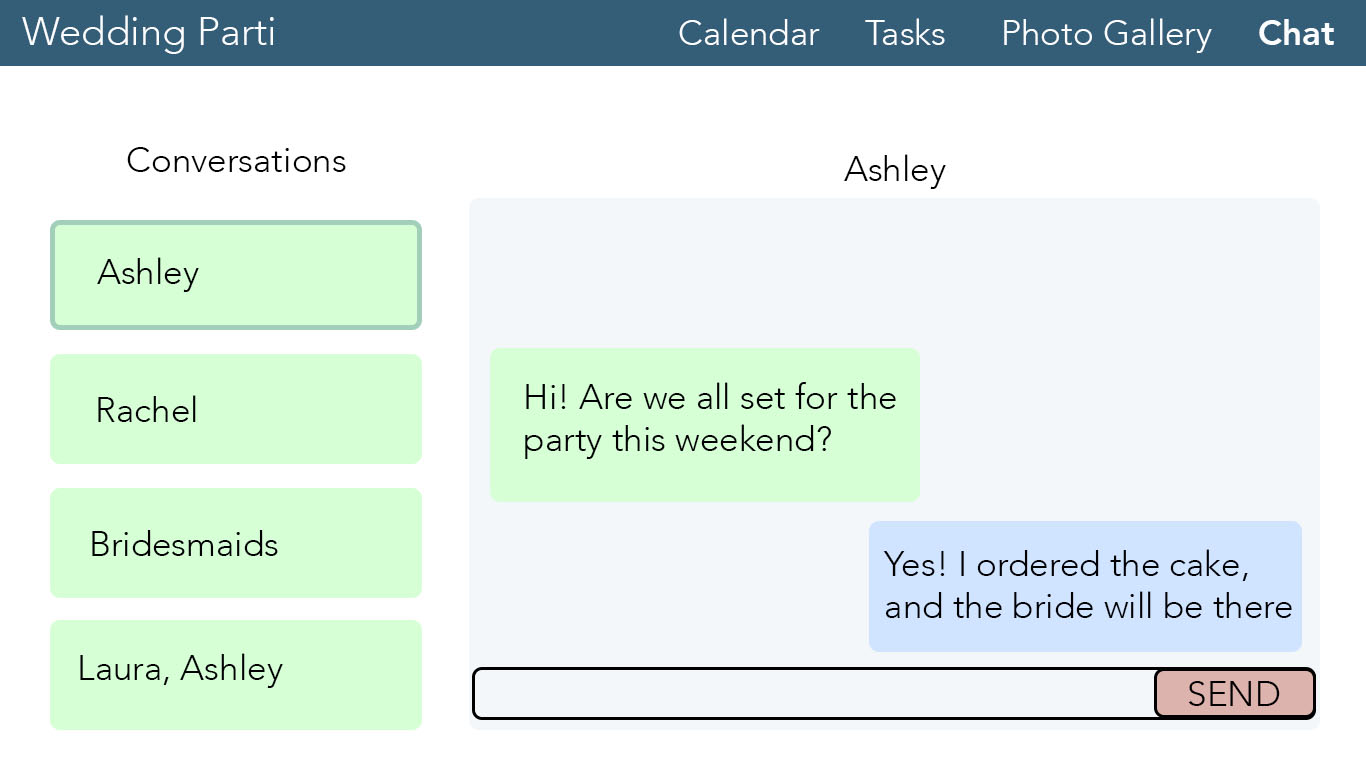 Wedding Parti
Calendar Tasks Photo Gallery Chat
Conversations
Ashley
Rachel
Bridesmaids
Laura, Ashley
Ashley
Hi! Are we all set for the
party this weekend?
Yes! I ordered the cake,
and the bride will be there
SEND